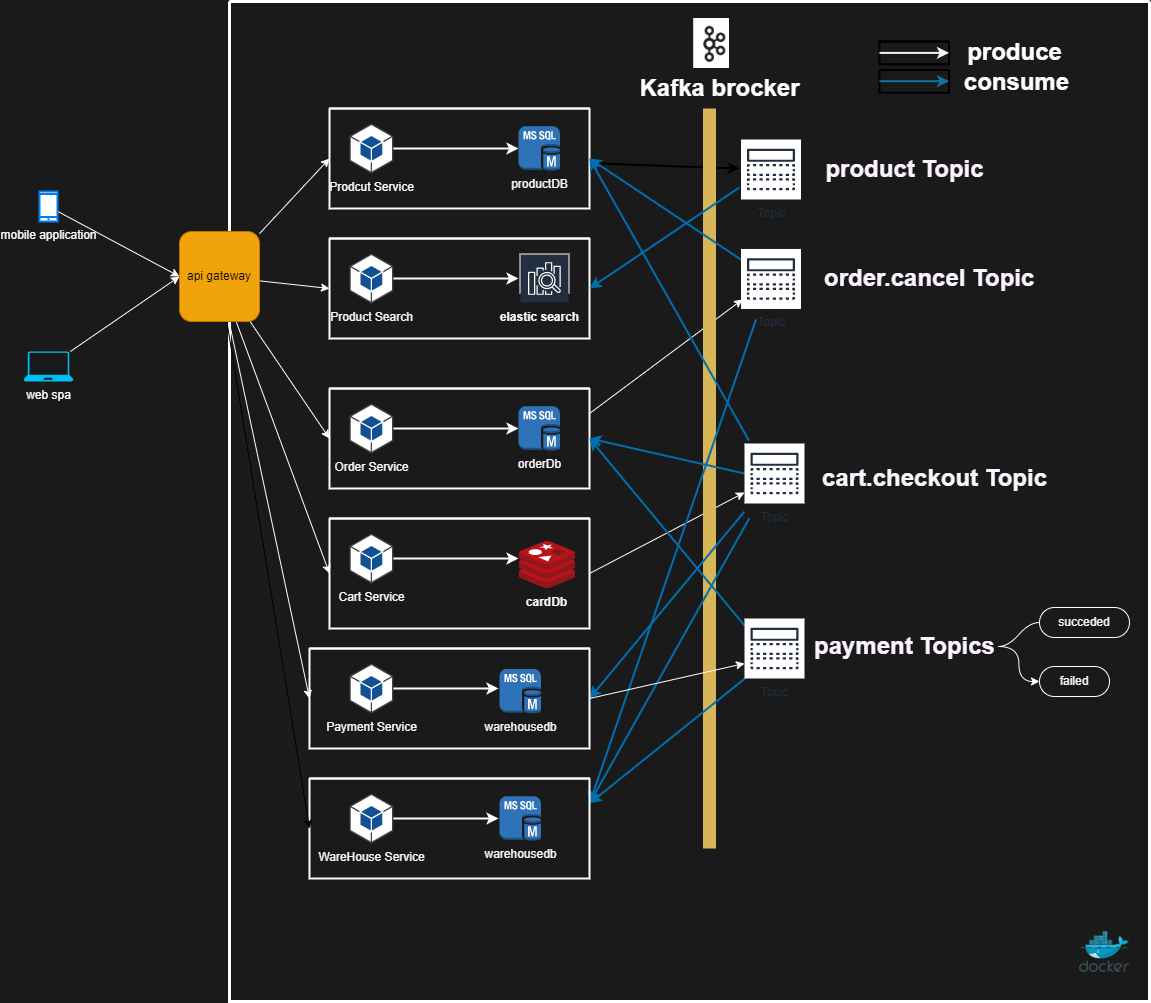 produce
consume
Kafka brocker
mobile application
web spa
api gateway
MS SQL
M
Prodcut Service
productDB
product Topic
Topic
Product Search
elastic search
order.cancel Topic
Topic
MS SQL
M
Order Service
orderDb
cart.checkout Topic
Topic
Cart Service
cardDb
succeded
payment Topics
failed
Topic
MS SQL
M
Payment Service
warehousedb
MS SQL
M
WareHouse Service
warehousedb
docker